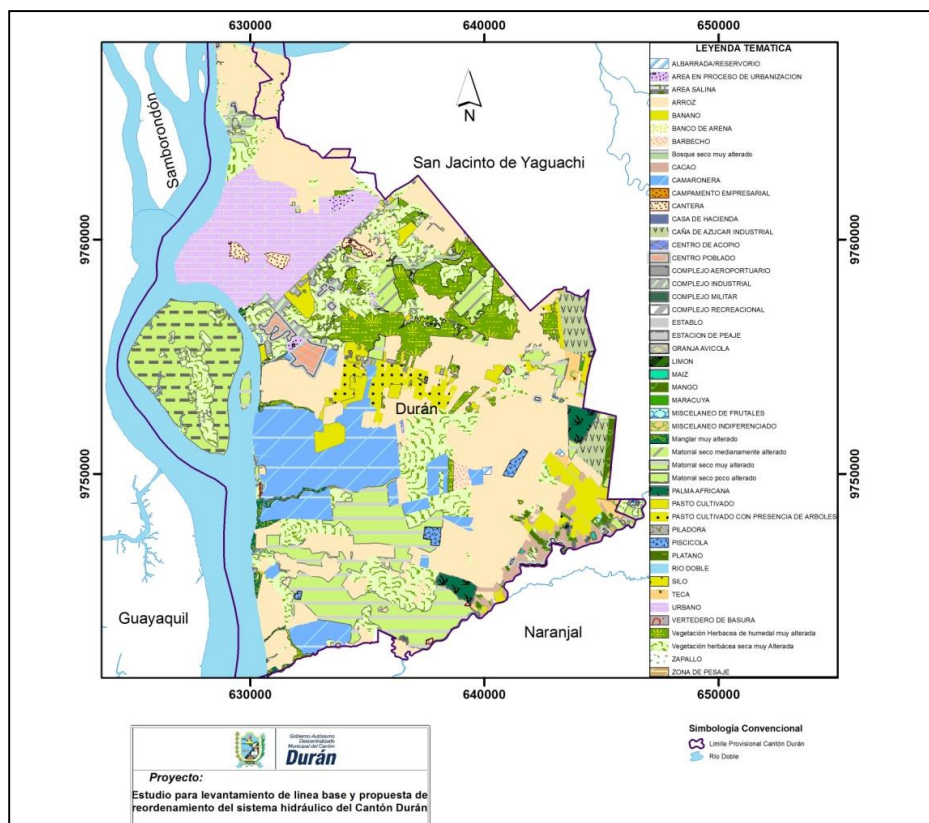 630000 640000 650000
LEYENDA TEMATICA
ALBARRADA/RESERVORIO
AREA EN PROCESO DE URBANIZACION
AREA SALINA
ARROZ
BANANO
BANCO DE ARENA
BARBECHO
Bosque seco muy alterado
CACAO
CAMARONERA
CAMPAMENTO EMPRESARIAL
CANTERA
CASA DE HACIENDA
CAÑA DE AZUCAR INDUSTRIAL
CENTRO DE ACOPIO
CENTRO POBLADO
COMPLEJO AEROPORTUARIO
COMPLEJO INDUSTRIAL
COMPLEJO MILITAR
COMPLEJO RECREACIONAL
ESTABLO
ESTACION DE PEAJE
GRANJA AVICOLA
LIMON
MAIZ
MANGO
MARACUYA
MISCELANEO DE FRUTALES
MISCELANEO INDIFERENCIADO
Manglar muy alterado
Matorral seco medianamente alterado
Matorral seco muy alterado
Matorral seco poco alterado
PALMA AFRICANA
PASTO CULTIVADO
PASTO CULTIVADO CON PRESENCIA DE ARBOLES
PILADORA
PISCICOLA
PLATANO
RIO DOBLE
SILO
TECA
URBANO
VERTEDERO DE BASURA
Vegetación Herbacea de humedal muy alterada
Vegetación herbácea seca muy Alterada
ZAPALLO
ZONA DE PESAJE
N
Samborondón
San Jacinto de Yaguachi
9760000 9760000
Durán
9750000 9750000
Guayaquil
Naranjal
630000 640000 650000
Simbología Convencional
Limite Provisional Cantón Durán
Río Doble
Gobierno Autónomo
Descentralizado
Municipal del Cantón
Durán
Proyecto:
Estudio para levantamiento de linea base y propuesta de
reordenamiento del sistema hidráulico del Cantón Durán